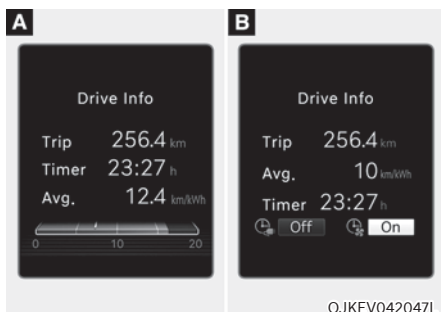 A
Drive Info
Trip 256.4 km
Timer 23:27 h
Avg. 12.4 km/kWh
0 10 20
B
Drive Info
Trip 256.4 km
Avg. 10 km/kWh
Timer 23:27 h
Off On
OJKEV042047L